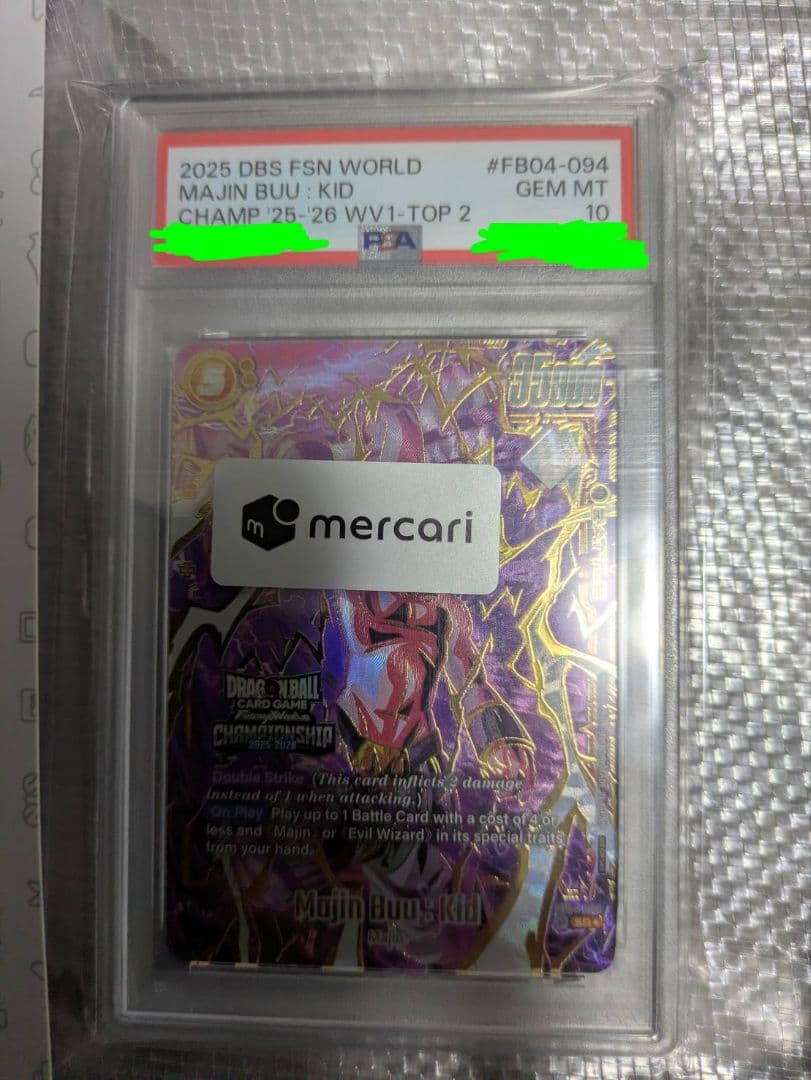 2025 DBS FSN WORLD #FB04-094
MAJIN BUU : KID GEM MT
CHAMP '25-'26 WV1-TOP 2 10
PSA
5
35000
mercari
DRAGON BALL
CARD GAME
Fusion World
CHAMPIONSHIP
2025-2026
Double Strike (This card inflicts 2 damage
instead of 1 when attacking.)
On Play Play up to 1 Battle Card with a cost of 4 or
less and 《Majin》 or 《Evil Wizard》 in its special traits
from your hand.
Majin Buu : Kid
Majin